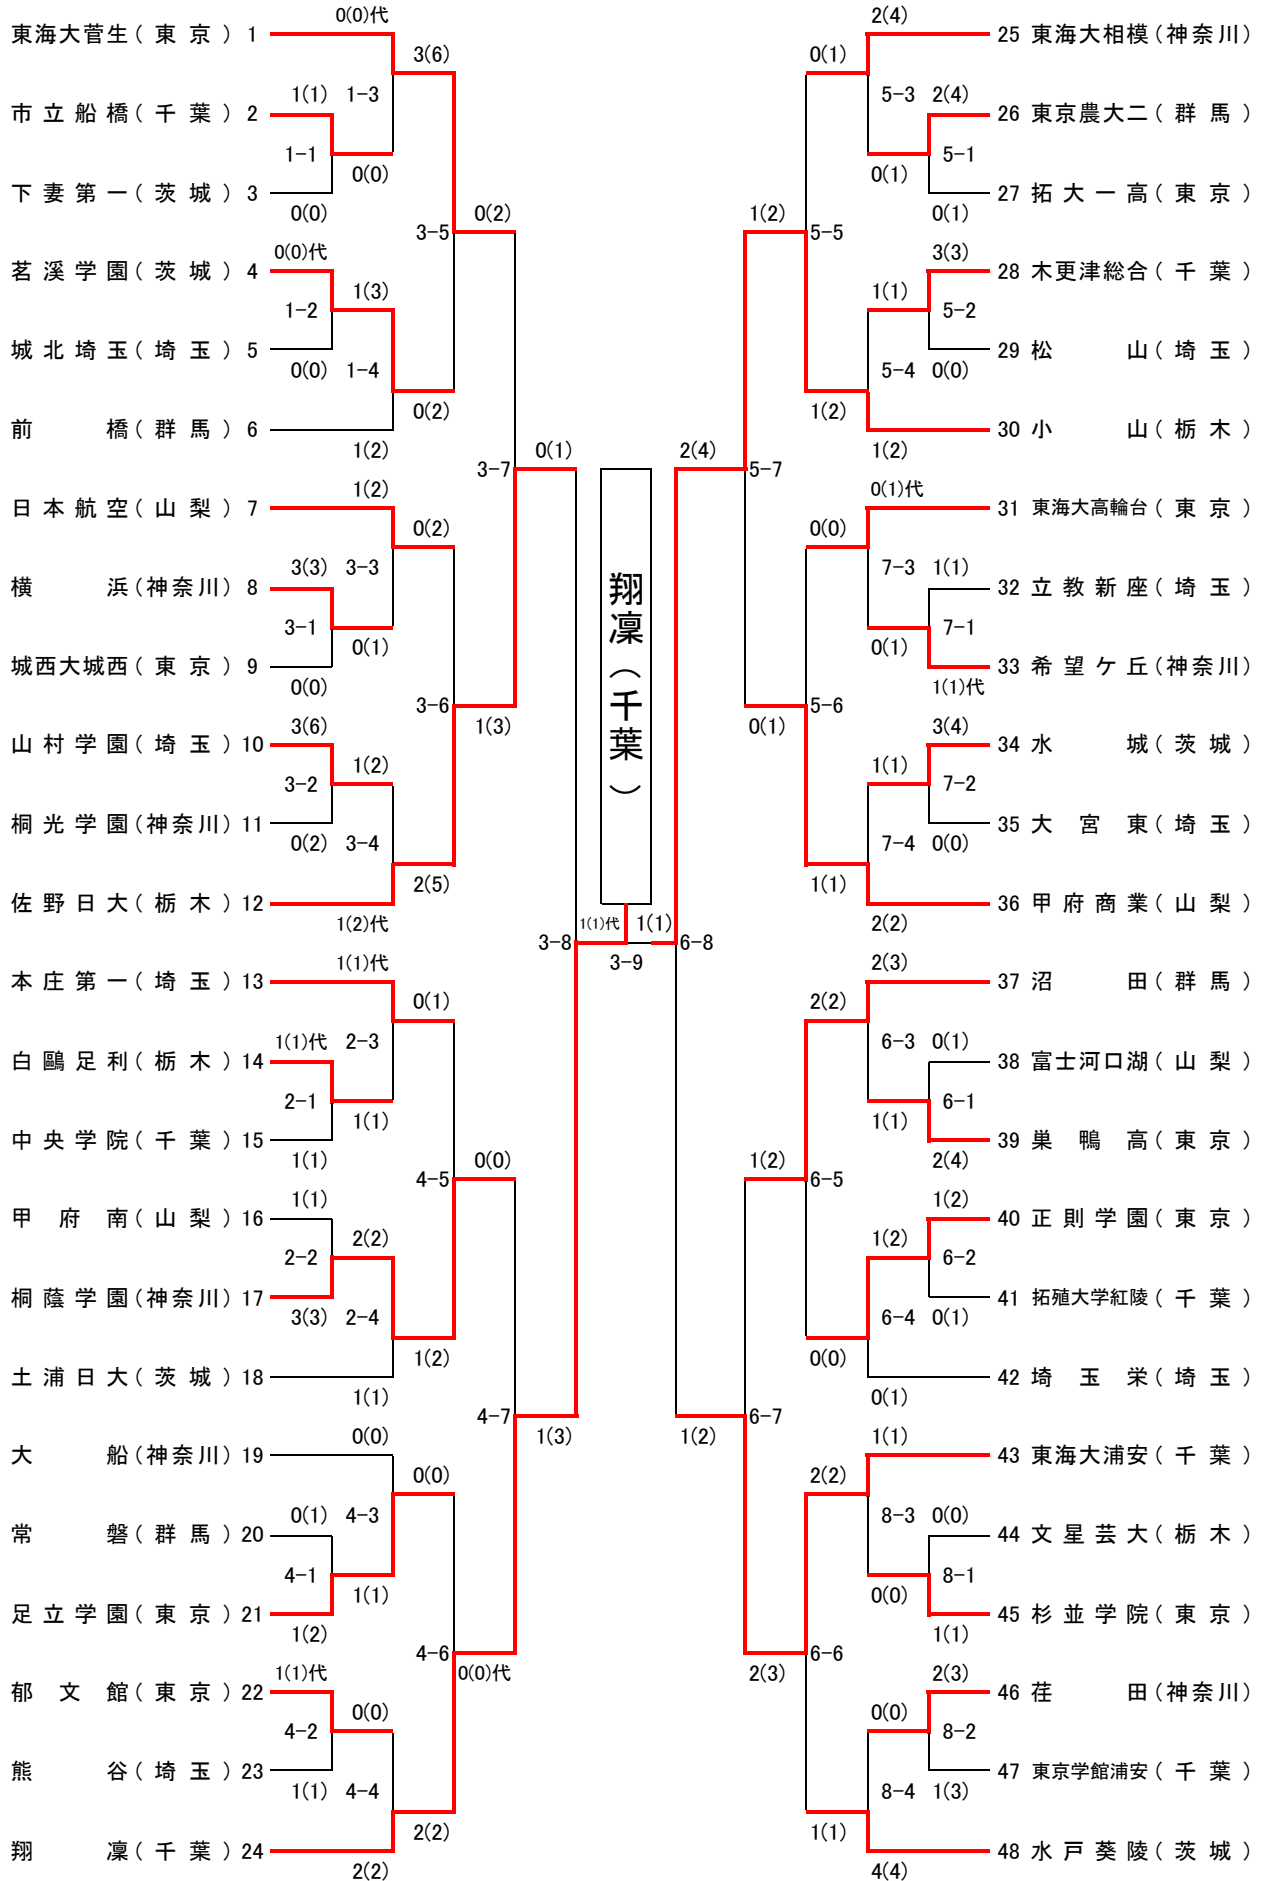 東海大菅生(東京) 1
0(0)代
3(6)
市立船橋(千葉) 2
1(1)
1-3
1-1
0(0)
下妻第一(茨城) 3
0(0)
3-5
0(2)
茗溪学園(茨城) 4
0(0)代
1(3)
1-2
城北埼玉(埼玉) 5
0(0)
1-4
0(2)
前橋(群馬) 6
1(2)
3-7
0(1)
日本航空(山梨) 7
1(2)
0(2)
横浜(神奈川) 8
3(3)
3-3
3-1
0(1)
城西大城西(東京) 9
0(0)
3-6
1(3)
山村学園(埼玉) 10
3(6)
1(2)
3-2
桐光学園(神奈川) 11
0(2)
3-4
2(5)
佐野日大(栃木) 12
1(2)代
3-8
本庄第一(埼玉) 13
1(1)代
0(1)
白鷗足利(栃木) 14
1(1)代
2-3
2-1
1(1)
中央学院(千葉) 15
1(1)
4-5
0(0)
甲府南(山梨) 16
1(1)
2(2)
2-2
桐蔭学園(神奈川) 17
3(3)
2-4
1(2)
土浦日大(茨城) 18
1(1)
4-7
1(3)
大船(神奈川) 19
0(0)
0(0)
常磐(群馬) 20
0(1)
4-3
4-1
1(1)
足立学園(東京) 21
1(2)
4-6
0(0)代
郁文館(東京) 22
1(1)代
0(0)
4-2
熊谷(埼玉) 23
1(1)
4-4
2(2)
翔凜(千葉) 24
2(2)
翔凜(千葉)
1(1)代
1(1)
3-9
2(4)
25 東海大相模(神奈川)
0(1)
5-3
2(4)
26 東京農大二(群馬)
5-1
0(1)
27 拓大一高(東京)
0(1)
1(2)
5-5
3(3)
28 木更津総合(千葉)
1(1)
5-2
29 松山(埼玉)
5-4
0(0)
1(2)
30 小山(栃木)
1(2)
2(4)
5-7
0(1)代
31 東海大高輪台(東京)
0(0)
7-3
1(1)
32 立教新座(埼玉)
7-1
0(1)
33 希望ケ丘(神奈川)
1(1)代
0(1)
5-6
3(4)
34 水城(茨城)
1(1)
7-2
35 大宮東(埼玉)
7-4
0(0)
1(1)
36 甲府商業(山梨)
2(2)
6-8
2(3)
37 沼田(群馬)
2(2)
6-3
0(1)
38 富士河口湖(山梨)
6-1
1(1)
39 巣鴨高(東京)
2(4)
1(2)
6-5
1(2)
40 正則学園(東京)
1(2)
6-2
41 拓殖大学紅陵(千葉)
6-4
0(1)
0(0)
42 埼玉栄(埼玉)
0(1)
1(2)
6-7
1(1)
43 東海大浦安(千葉)
2(2)
8-3
0(0)
44 文星芸大(栃木)
8-1
0(0)
45 杉並学院(東京)
1(1)
2(3)
6-6
2(3)
46 荏田(神奈川)
0(0)
8-2
47 東京学館浦安(千葉)
8-4
1(3)
1(1)
48 水戸葵陵(茨城)
4(4)